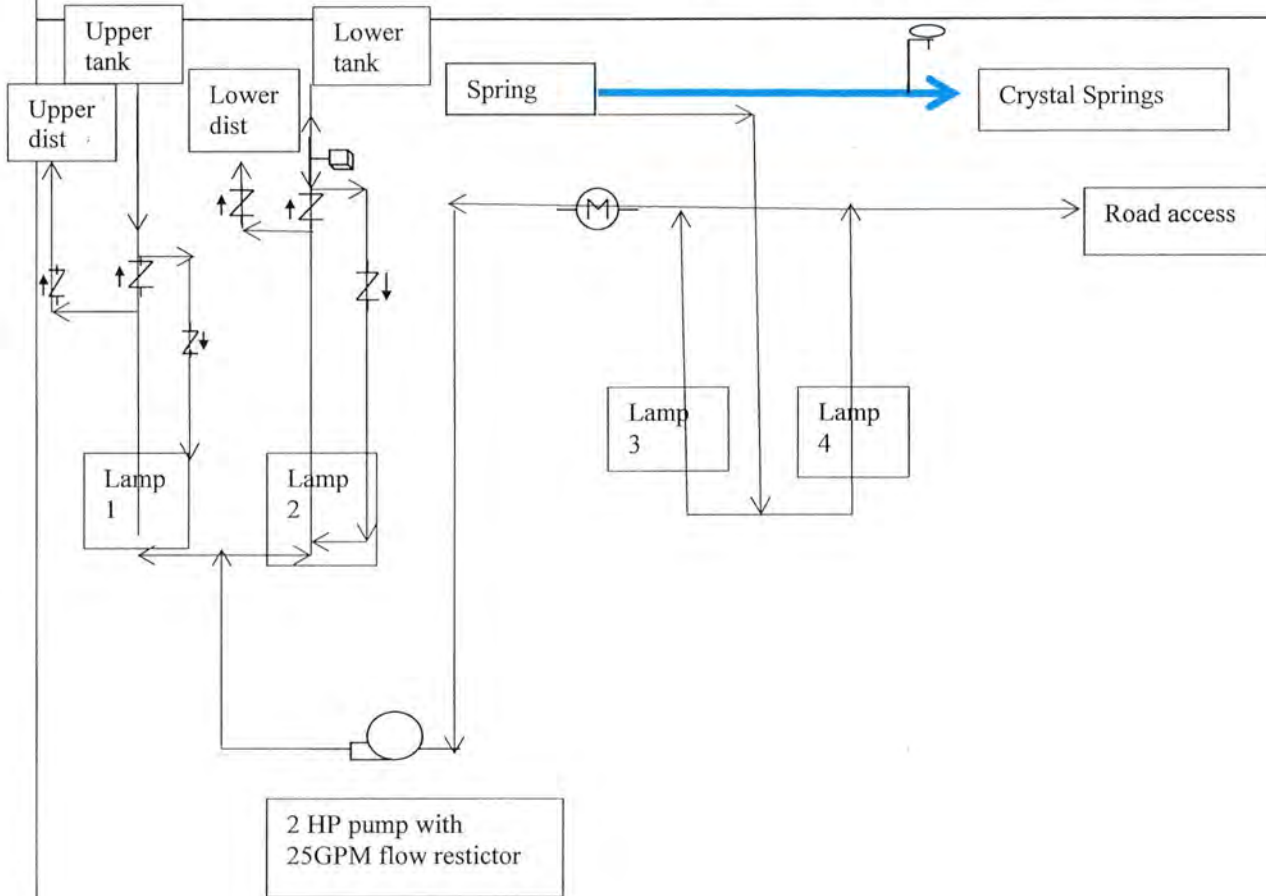 Upper
tank
Lower
tank
Upper
dist
Lower
dist
Spring
Crystal Springs
Road access
M
Lamp
3
Lamp
4
Lamp
1
Lamp
2
2 HP pump with
25GPM flow restictor